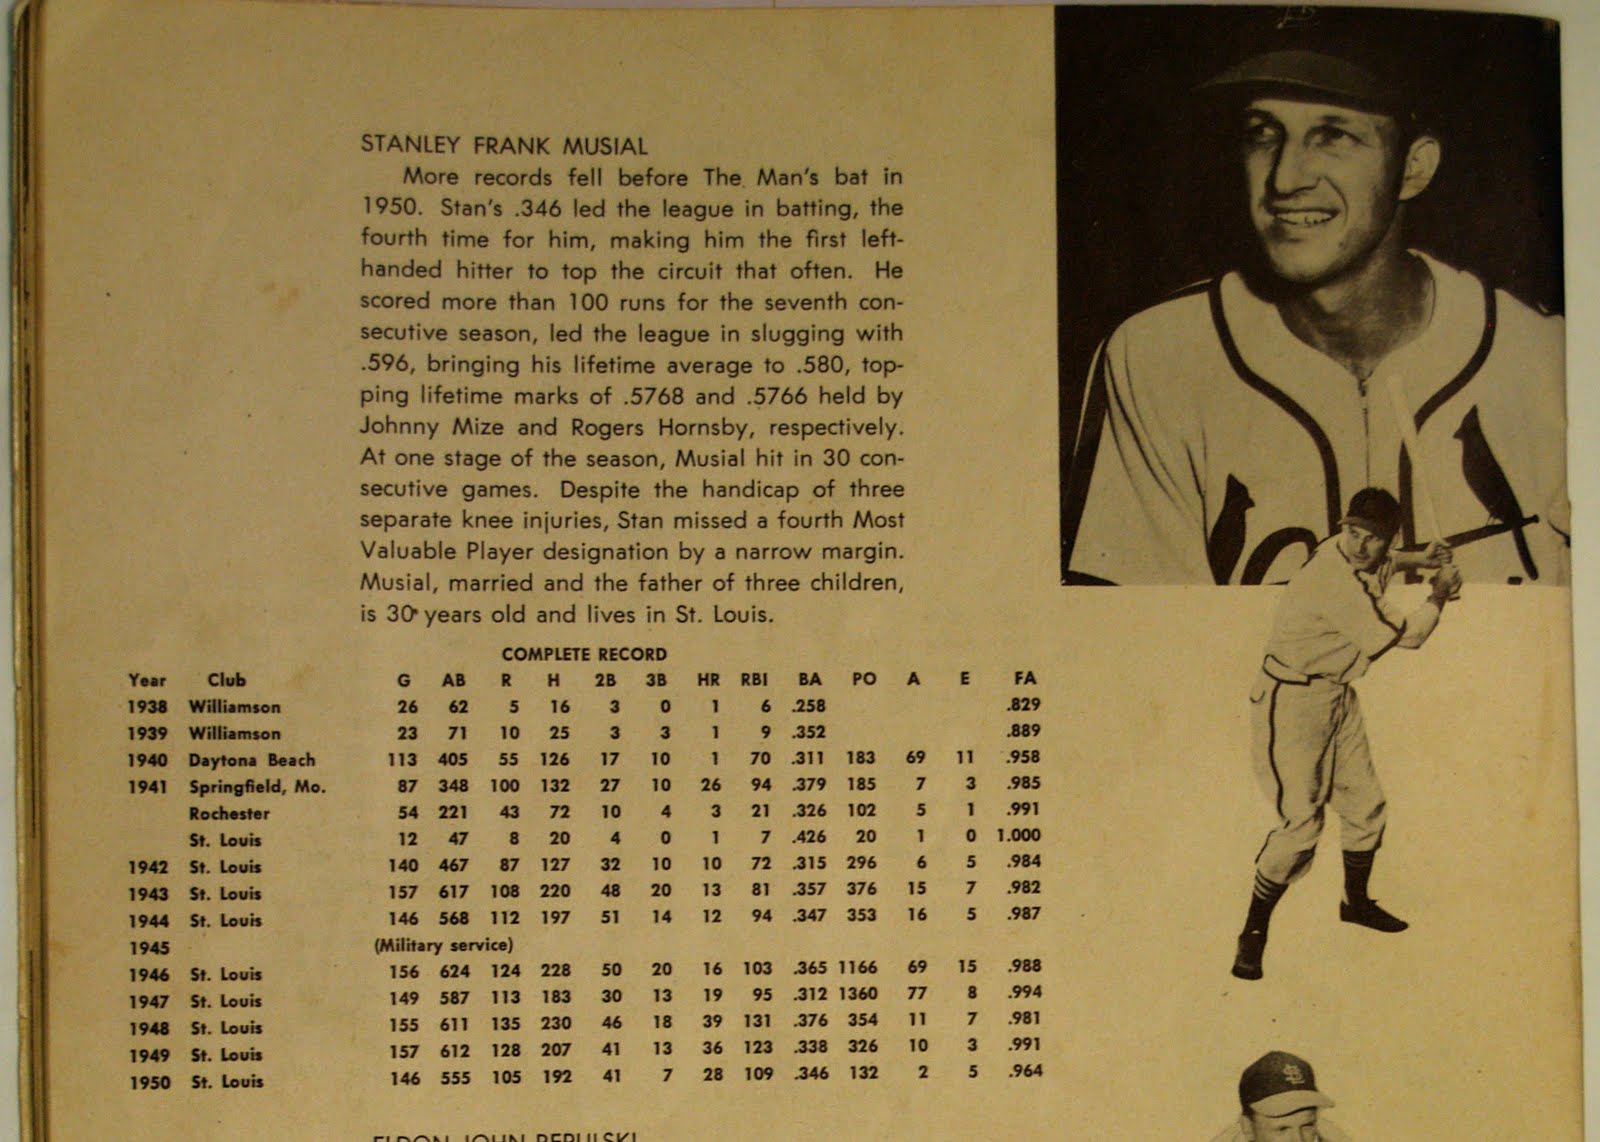 STANLEY FRANK MUSIAL
More records fell before The Man's bat in
1950. Stan's .346 led the league in batting, the
fourth time for him, making him the first left-
handed hitter to top the circuit that often. He
scored more than 100 runs for the seventh con-
secutive season, led the league in slugging with
.596, bringing his lifetime average to .580, top-
ping lifetime marks of .5768 and .5766 held by
Johnny Mize and Rogers Hornsby, respectively.
At one stage of the season, Musial hit in 30 con-
secutive games. Despite the handicap of three
separate knee injuries, Stan missed a fourth Most
Valuable Player designation by a narrow margin.
Musial, married and the father of three children,
is 30 years old and lives in St. Louis.
COMPLETE RECORD
Year Club G AB R H 2B 3B HR RBI BA PO A E FA
1938 Williamson 26 62 5 16 3 0 1 6 .258 .829
1939 Williamson 23 71 10 25 3 3 1 9 .352 .889
1940 Daytona Beach 113 405 55 126 17 10 1 70 .311 183 69 11 .958
1941 Springfield, Mo. 87 348 100 132 27 10 26 94 .379 185 7 3 .985
Rochester 54 221 43 72 10 4 3 21 .326 102 5 1 .991
St. Louis 12 47 8 20 4 0 1 7 .426 20 1 0 1.000
1942 St. Louis 140 467 87 127 32 10 10 72 .315 296 6 5 .984
1943 St. Louis 157 617 108 220 48 20 13 81 .357 376 15 7 .982
1944 St. Louis 146 568 112 197 51 14 12 94 .347 353 16 5 .987
1945 (Military service)
1946 St. Louis 156 624 124 228 50 20 16 103 .365 1166 69 15 .988
1947 St. Louis 149 587 113 183 30 13 19 95 .312 1360 77 8 .994
1948 St. Louis 155 611 135 230 46 18 39 131 .376 354 11 7 .981
1949 St. Louis 157 612 128 207 41 13 36 123 .338 326 10 3 .991
1950 St. Louis 146 555 105 192 41 7 28 109 .346 132 2 5 .964
ELDON JOHN REPULSKI